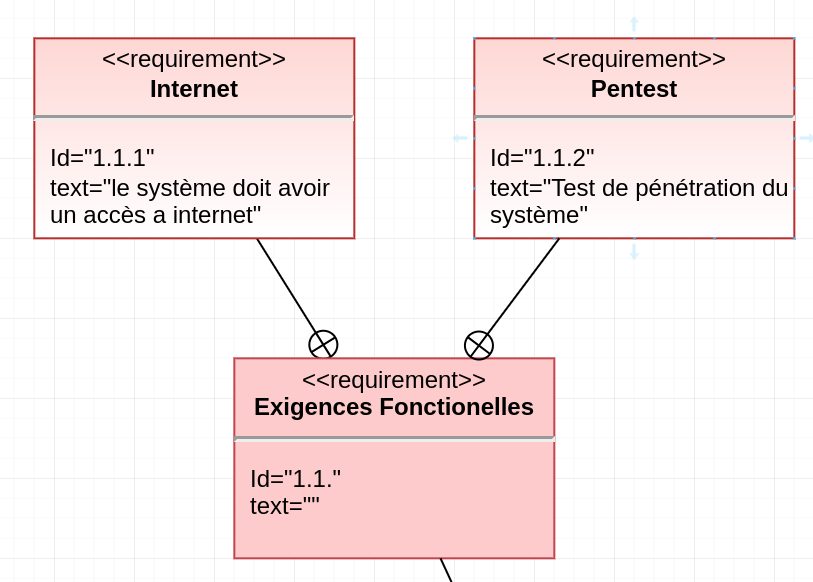 <<requirement>>
Internet
Id="1.1.1"
text="le système doit avoir
un accès a internet"
<<requirement>>
Pentest
Id="1.1.2"
text="Test de pénétration du
système"
<<requirement>>
Exigences Fonctionelles
Id="1.1."
text=""